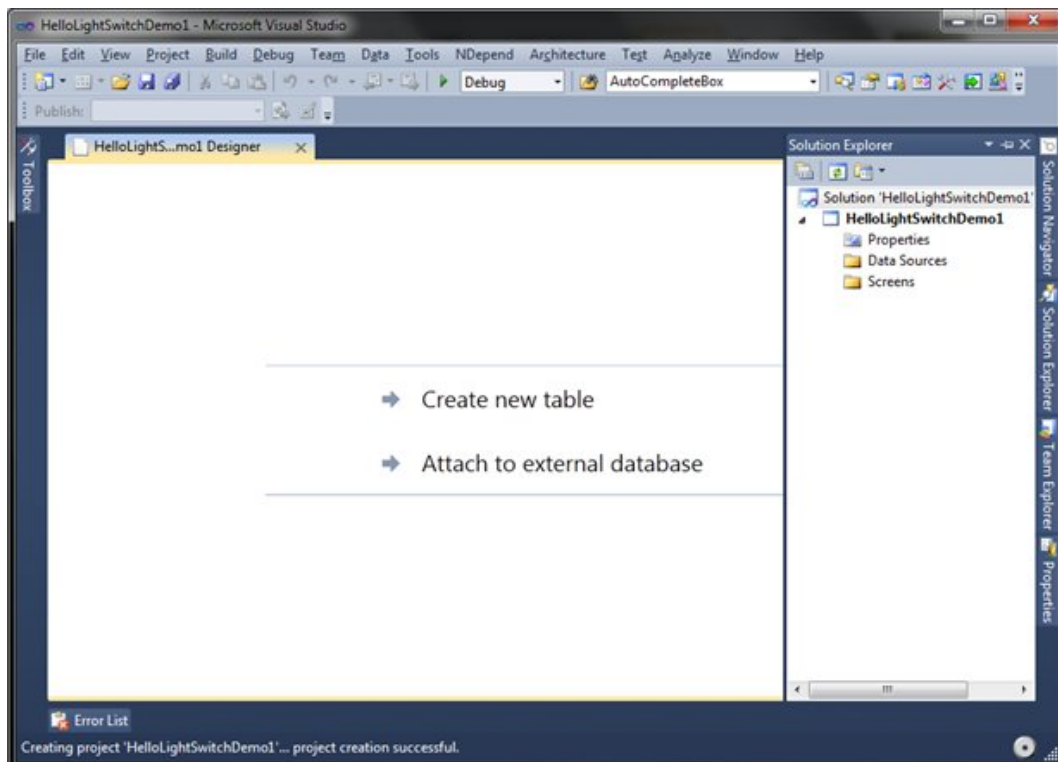 HelloLightSwitchDemo1 - Microsoft Visual Studio
File Edit View Project Build Debug Team Data Tools NDepend Architecture Test Analyze Window Help
Debug AutoCompleteBox
Publish:
Toolbox
HelloLightS...mo1 Designer
Create new table
Attach to external database
Solution Explorer
Solution 'HelloLightSwitchDemo1'
HelloLightSwitchDemo1
Properties
Data Sources
Screens
Solution Navigator
Solution Explorer
Team Explorer
Properties
Error List
Creating project 'HelloLightSwitchDemo1'... project creation successful.